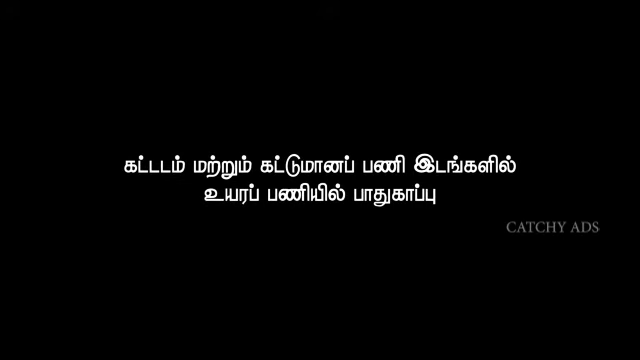 கட்டடம் மற்றும் கட்டுமானப் பணி இடங்களில்
உயரப் பணியில் பாதுகாப்பு
CATCHY ADS